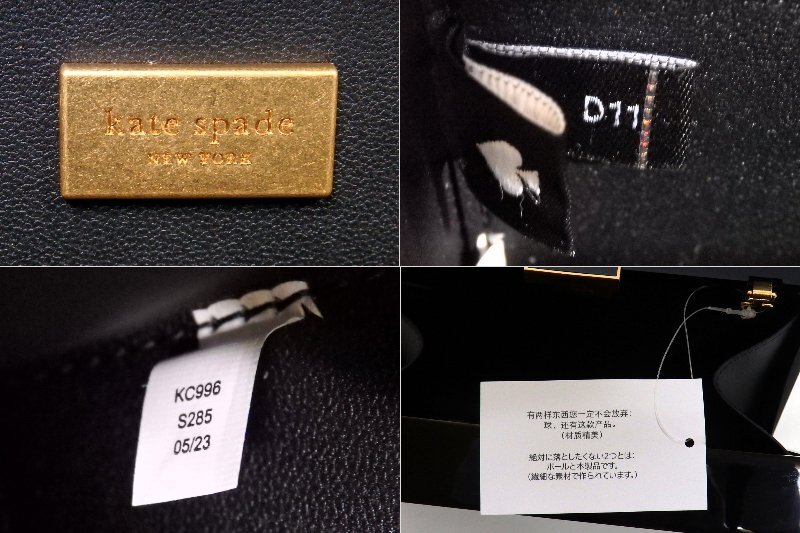 kate spade
NEW YORK
D11
KC996
S285
05/23
有两样东西您一定不会放弃:
球，还有这款产品。
(材质精美)
絶対に落としたくない2つとは:
ボールと本製品です。
(繊細な素材で作られています。)